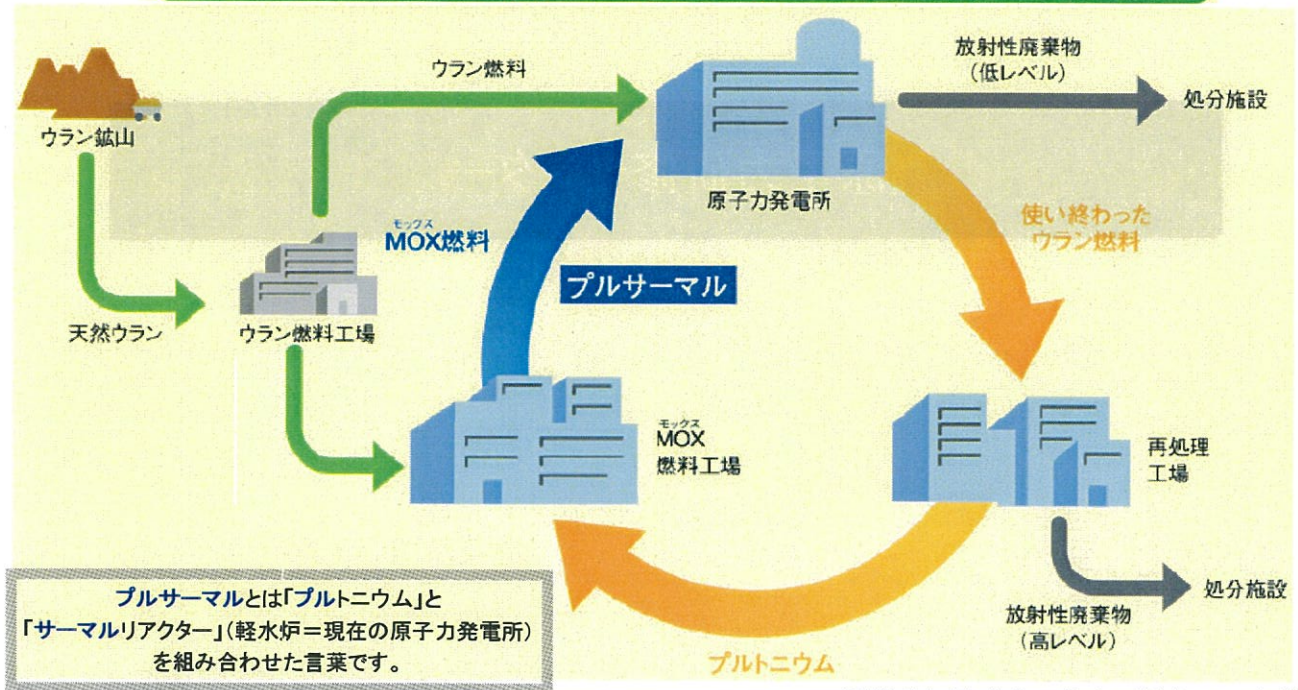 ウラン鉱山
天然ウラン
ウラン燃料
ウラン燃料工場
モックス
MOX燃料
プルサーマル
原子力発電所
放射性廃棄物
(低レベル)
処分施設
使い終わった
ウラン燃料
モックス
MOX
燃料工場
再処理
工場
処分施設
放射性廃棄物
(高レベル)
プルトニウム
プルサーマルとは「プルトニウム」と
「サーマルリアクター」(軽水炉=現在の原子力発電所)
を組み合わせた言葉です。